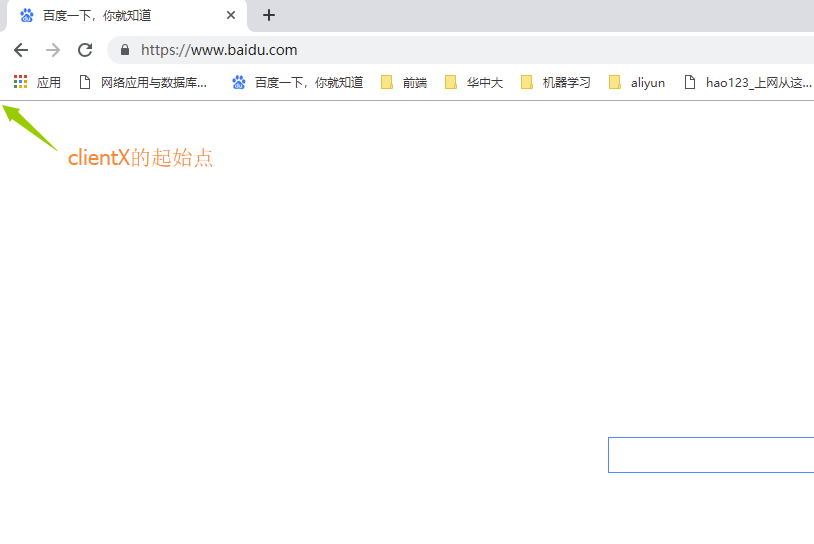 百度一下，你就知道
https://www.baidu.com
应用 网络应用与数据库... 百度一下，你就知道 前端 华中大 机器学习 aliyun hao123_上网从这...
clientX的起始点